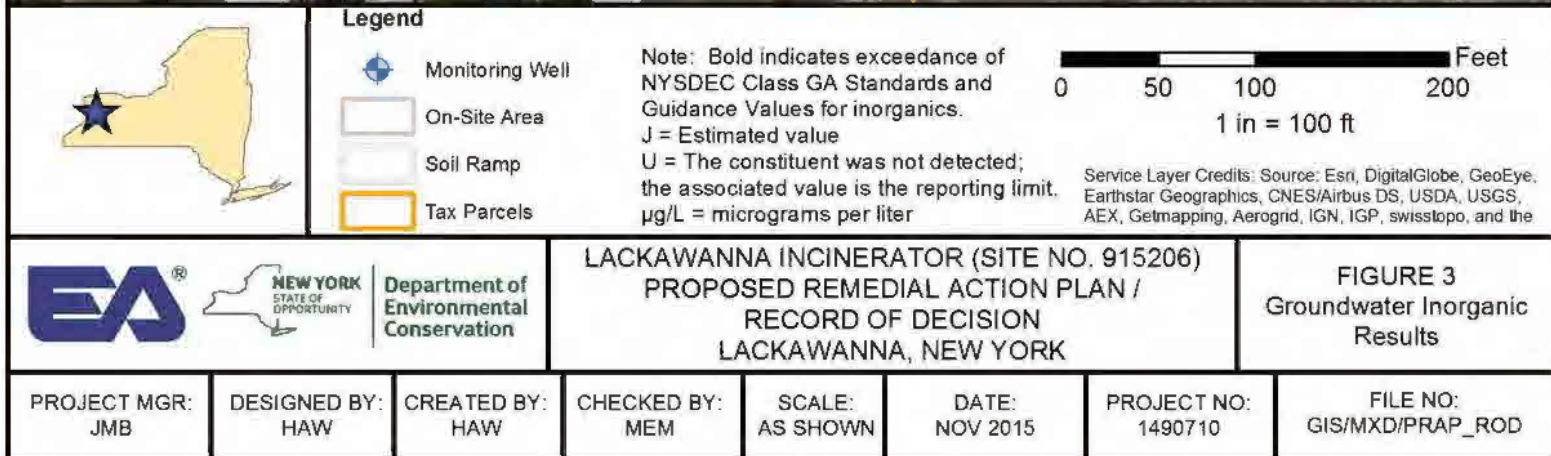 Legend
Monitoring Well
On-Site Area
Soil Ramp
Tax Parcels
Note: Bold indicates exceedance of
NYSDEC Class GA Standards and
Guidance Values for inorganics.
J = Estimated value
U = The constituent was not detected;
the associated value is the reporting limit.
µg/L = micrograms per liter
Feet
0 50 100 200
1 in = 100 ft
Service Layer Credits: Source: Esri, DigitalGlobe, GeoEye,
Earthstar Geographics, CNES/Airbus DS, USDA, USGS,
AEX, Getmapping, Aerogrid, IGN, IGP, swisstopo, and the
EA®
NEW YORK
STATE OF
OPPORTUNITY
Department of
Environmental
Conservation
LACKAWANNA INCINERATOR (SITE NO. 915206)
PROPOSED REMEDIAL ACTION PLAN /
RECORD OF DECISION
LACKAWANNA, NEW YORK
FIGURE 3
Groundwater Inorganic
Results
PROJECT MGR:
JMB
DESIGNED BY:
HAW
CREATED BY:
HAW
CHECKED BY:
MEM
SCALE:
AS SHOWN
DATE:
NOV 2015
PROJECT NO:
1490710
FILE NO:
GIS/MXD/PRAP_ROD